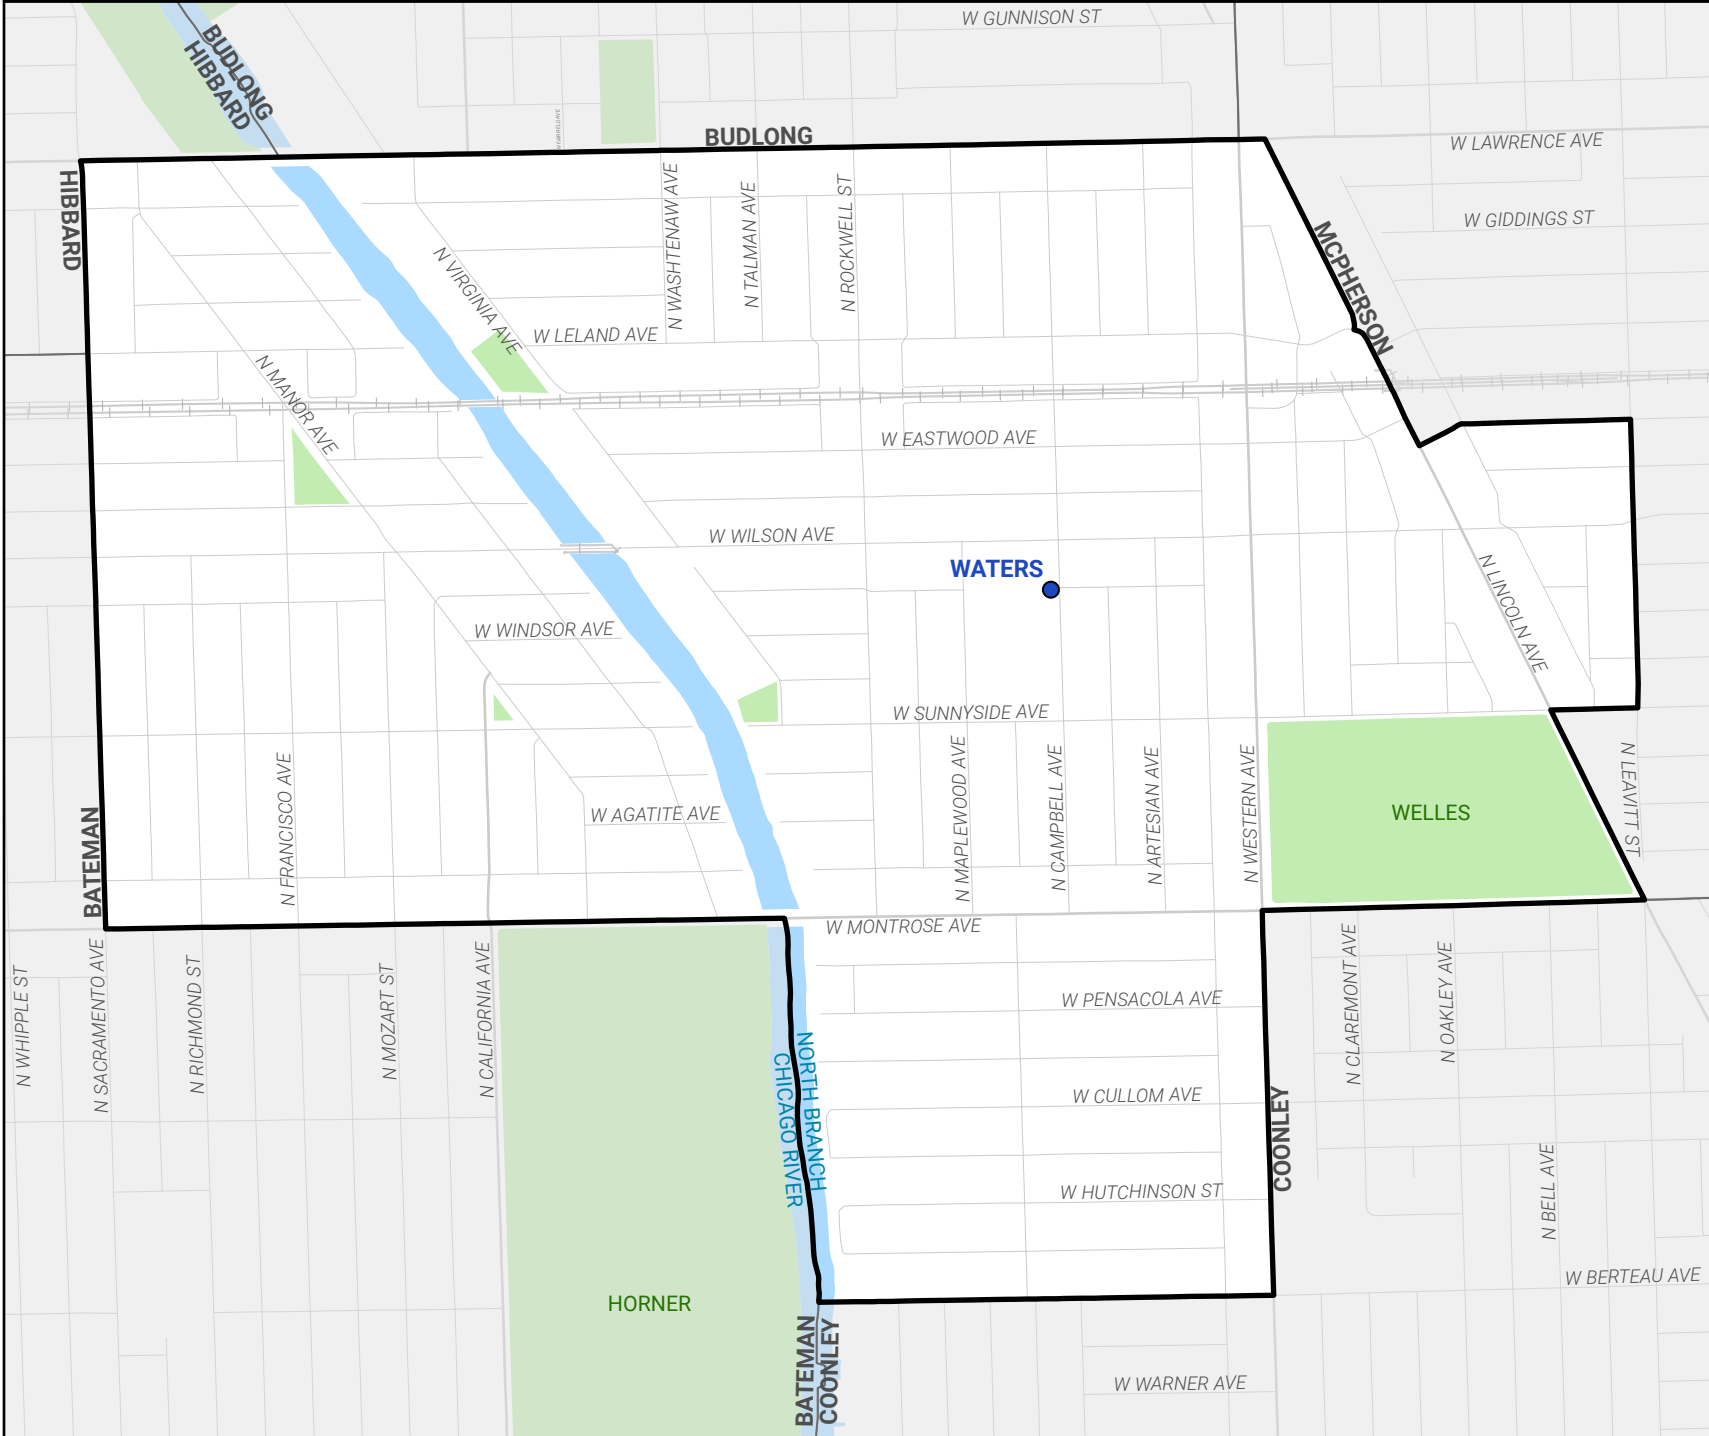 W GUNNISON ST
BUDLONG
HIBBARD
BUDLONG
W LAWRENCE AVE
HIBBARD
N WASHTENAW AVE
N TALMAN AVE
N ROCKWELL ST
W GIDDINGS ST
MCPHERSON
N VIRGINIA AVE
W LELAND AVE
N MANOR AVE
W EASTWOOD AVE
W WILSON AVE
WATERS
N LINCOLN AVE
W WINDSOR AVE
W SUNNYSIDE AVE
N FRANCISCO AVE
N MAPLEWOOD AVE
N CAMPBELL AVE
N ARTESIAN AVE
N WESTERN AVE
N LEAVITT ST
WELLES
W AGATITE AVE
BATEMAN
W MONTROSE AVE
N WHIPPLE ST
N SACRAMENTO AVE
N RICHMOND ST
N MOZART ST
N CALIFORNIA AVE
N CLAREMONT AVE
N OAKLEY AVE
W PENSACOLA AVE
NORTH BRANCH
CHICAGO RIVER
W CULLOM AVE
COONLEY
W HUTCHINSON ST
N BELL AVE
W BERTEAU AVE
HORNER
BATEMAN
COONLEY
W WARNER AVE